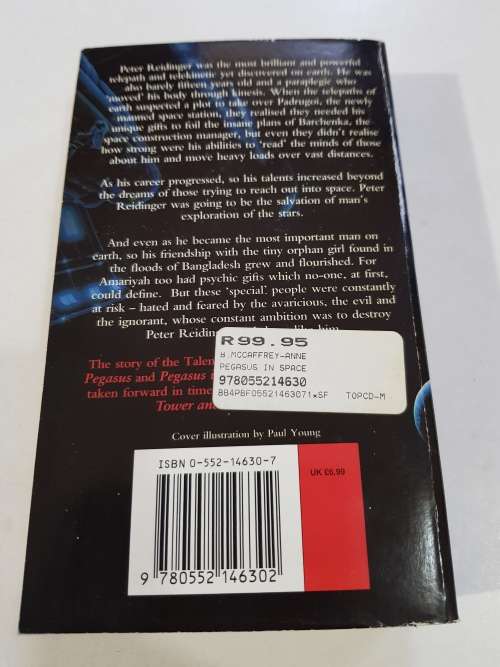 Peter Reidinger was the most brilliant and powerful
telepath and telekinetic yet discovered on earth. He was
also barely fifteen years old and a paraplegic who
'moved' his body through kinesis. When the telepaths of
earth suspected a plot to take over Padrugoi, the newly
manned space station, they realised they needed his
unique gifts to foil the insane plans of Barchenka, the
space construction manager, but even they didn't realise
how strong were his abilities to 'read' the minds of those
about him and move heavy loads over vast distances.
As his career progressed, so his talents increased beyond
the dreams of those trying to reach out into space. Peter
Reidinger was going to be the salvation of man's
exploration of the stars.
And even as he became the most important man on
earth, so his friendship with the tiny orphan girl found in
the floods of Bangladesh grew and flourished. For
Amariyah too had psychic gifts which no-one, at first,
could define. But these 'special' people were constantly
at risk – hated and feared by the avaricious, the evil and
the ignorant, whose constant ambition was to destroy
Peter Reidin
him
R99.95
B.MCCAFFREY-ANNE
PEGASUS IN SPACE
978055214630
884PBF05521463071*SF TOPCD-M
The story of the Talen
Pegasus and Pegasus
taken forward in time
Tower an
Cover illustration by Paul Young
ISBN 0-552-14630-7
UK £6.99
9 780552 146302